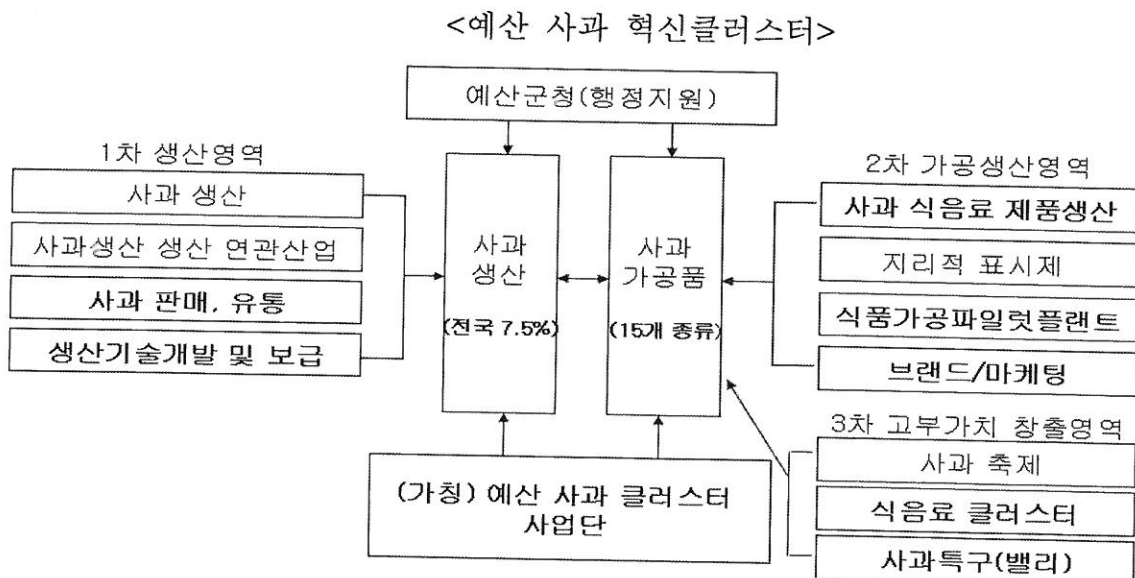 <예산 사과 혁신클러스터>
예산군청(행정지원)
1차 생산영역
사과 생산
사과생산 생산 연관산업
사과 판매, 유통
생산기술개발 및 보급
사과
생산
(전국 7.5%)
사과
가공품
(15개 종류)
2차 가공생산영역
사과 식음료 제품생산
지리적 표시제
식품가공파일럿플랜트
브랜드/마케팅
3차 고부가치 창출영역
사과 축제
식음료 클러스터
사과특구(밸리)
(가칭) 예산 사과 클러스터
사업단